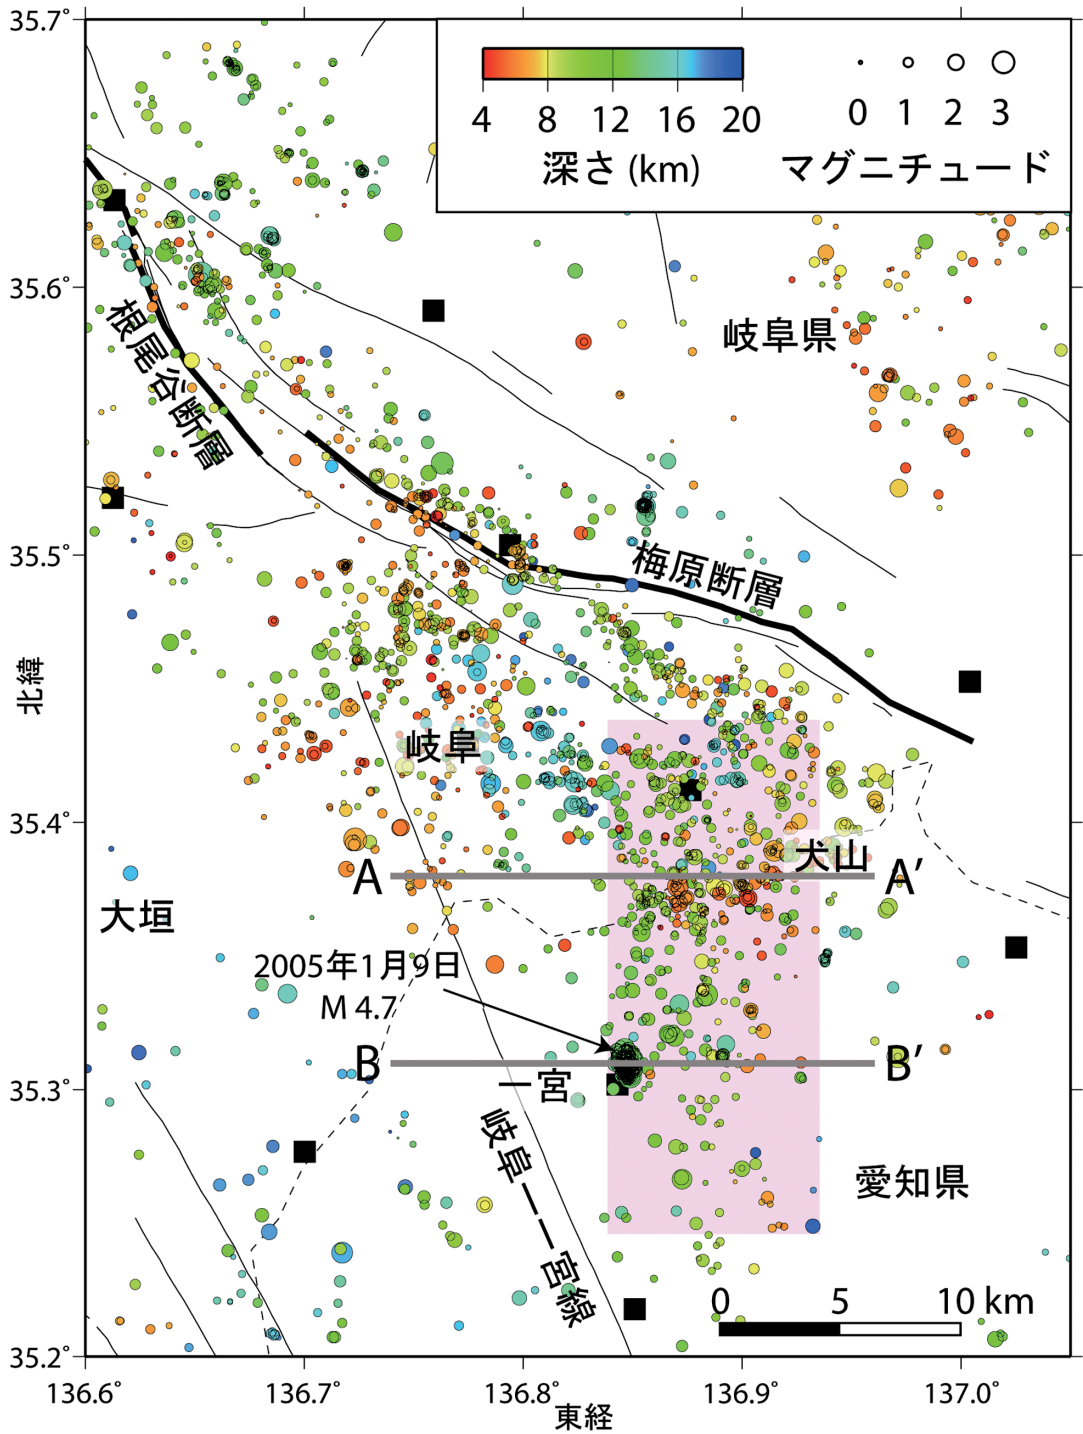 35.7°
4 8 12 16 20
深さ (km)
0 1 2 3
マグニチュード
35.6°
岐阜県
根尾谷断層
35.5°
梅原断層
北緯
岐阜
35.4°
犬山
A A′
大垣
2005年1月9日
M 4.7
B B′
35.3°
一宮
岐阜ー一宮線
愛知県
0 5 10 km
35.2°
136.6° 136.7° 136.8° 136.9° 137.0°
東経